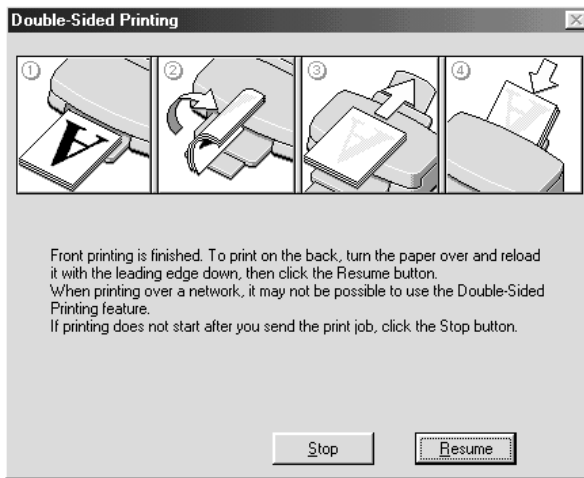 Double-Sided Printing
1 2 3 4
A A A A
Front printing is finished. To print on the back, turn the paper over and reload
it with the leading edge down, then click the Resume button.
When printing over a network, it may not be possible to use the Double-Sided
Printing feature.
If printing does not start after you send the print job, click the Stop button.
Stop Resume